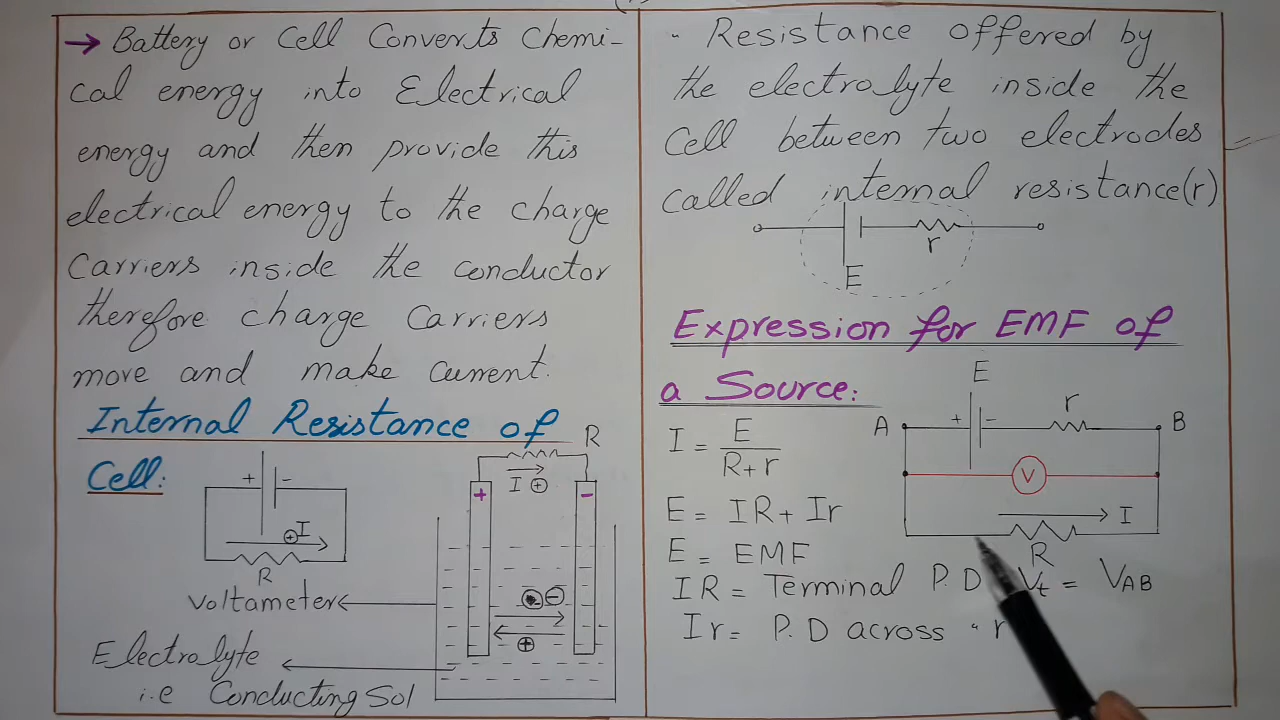 → Battery or Cell Converts Chemi-
cal energy into Electrical
energy and then provide this
electrical energy to the charge
Carriers inside the conductor
therefore charge Carriers
move and make current.
Internal Resistance of
Cell:
+ -
⊕ I
R
R
I ⊕
+ -
⊖
⊕
Voltameter
Electrolyte
i.e Conducting Sol
· Resistance offered by
the electrolyte inside the
Cell between two electrodes
called internal resistance(r)
r
E
Expression for EMF of
a Source:
E
A + - r B
V
I
R
I = E / R+r
E = IR + Ir
E = EMF
IR = Terminal P.D Vt = VAB
Ir = P.D across "r